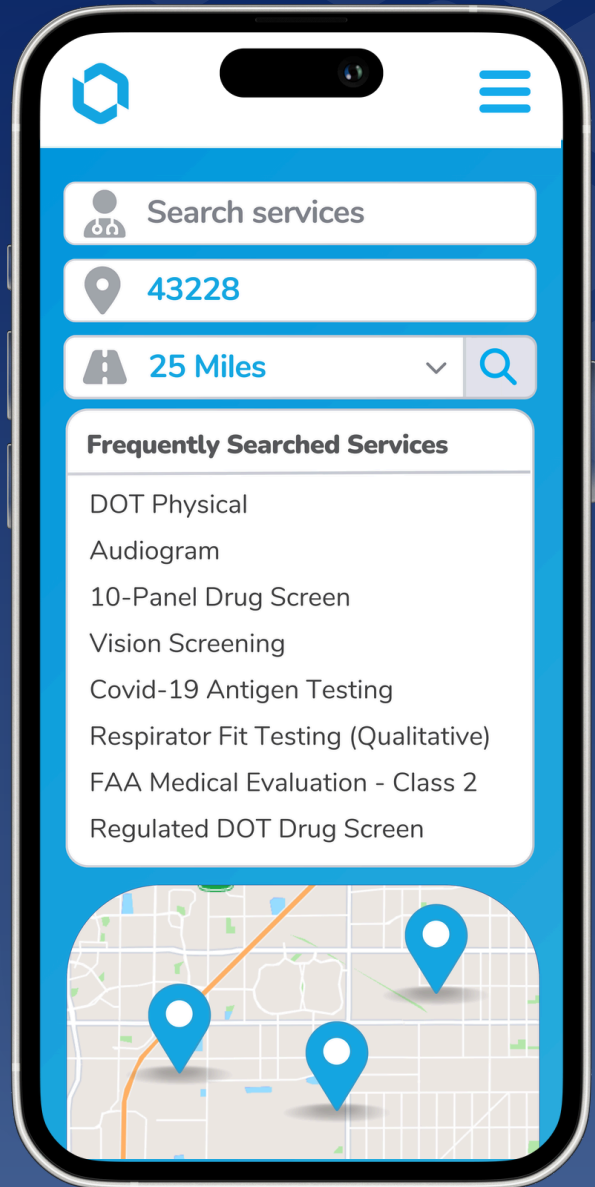 Search services
43228
25 Miles
Frequently Searched Services
DOT Physical
Audiogram
10-Panel Drug Screen
Vision Screening
Covid-19 Antigen Testing
Respirator Fit Testing (Qualitative)
FAA Medical Evaluation - Class 2
Regulated DOT Drug Screen